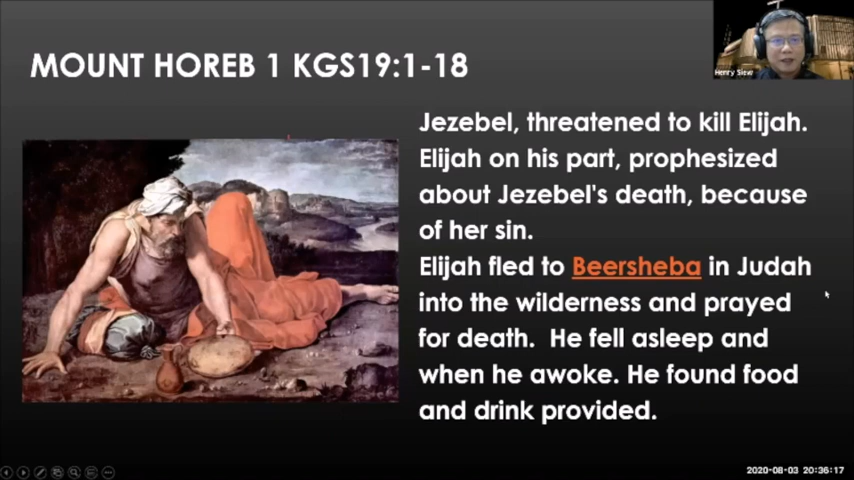 MOUNT HOREB 1 KGS19:1-18
Henry Siew
Jezebel, threatened to kill Elijah.
Elijah on his part, prophesized
about Jezebel's death, because
of her sin.
Elijah fled to Beersheba in Judah
into the wilderness and prayed
for death. He fell asleep and
when he awoke. He found food
and drink provided.
2020-08-03 20:36:17